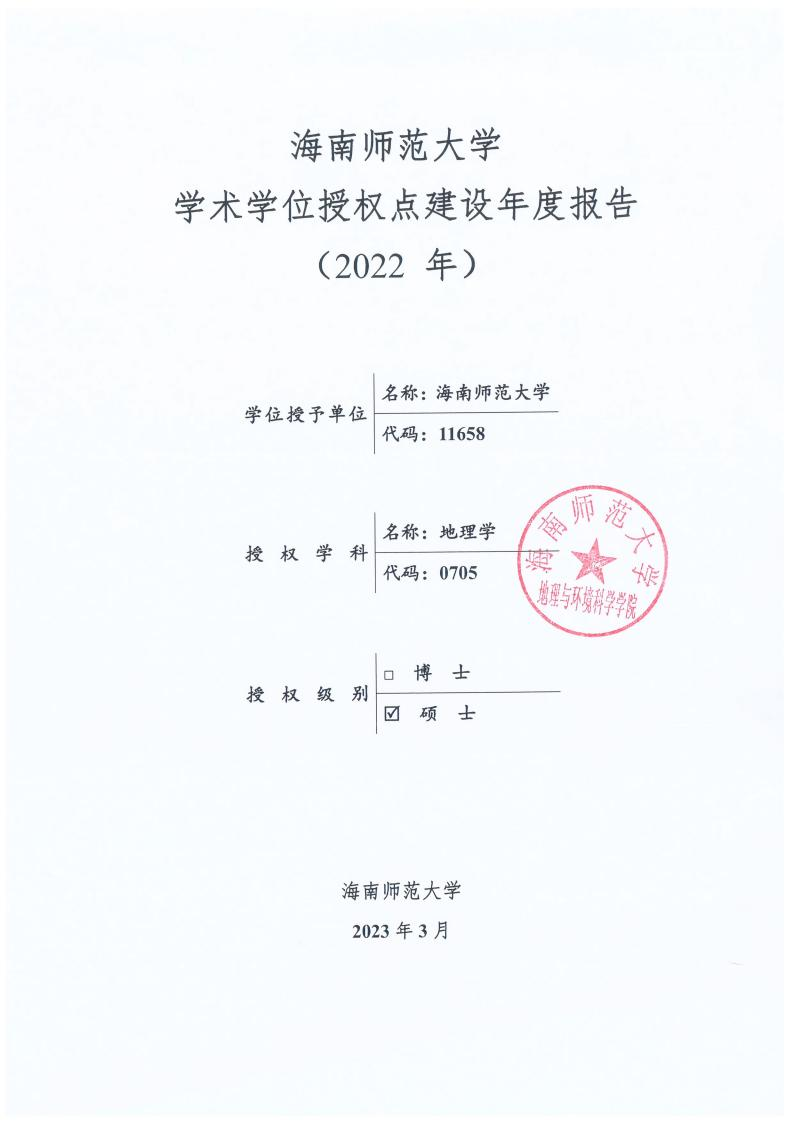 海南师范大学
学术学位授权点建设年度报告
（2022 年）
学位授予单位
名称：海南师范大学
代码：11658
授 权 学 科
名称：地理学
代码：0705
海南师范大学
地理与环境科学学院
授 权 级 别
□ 博 士
☑ 硕 士
海南师范大学
2023 年 3 月